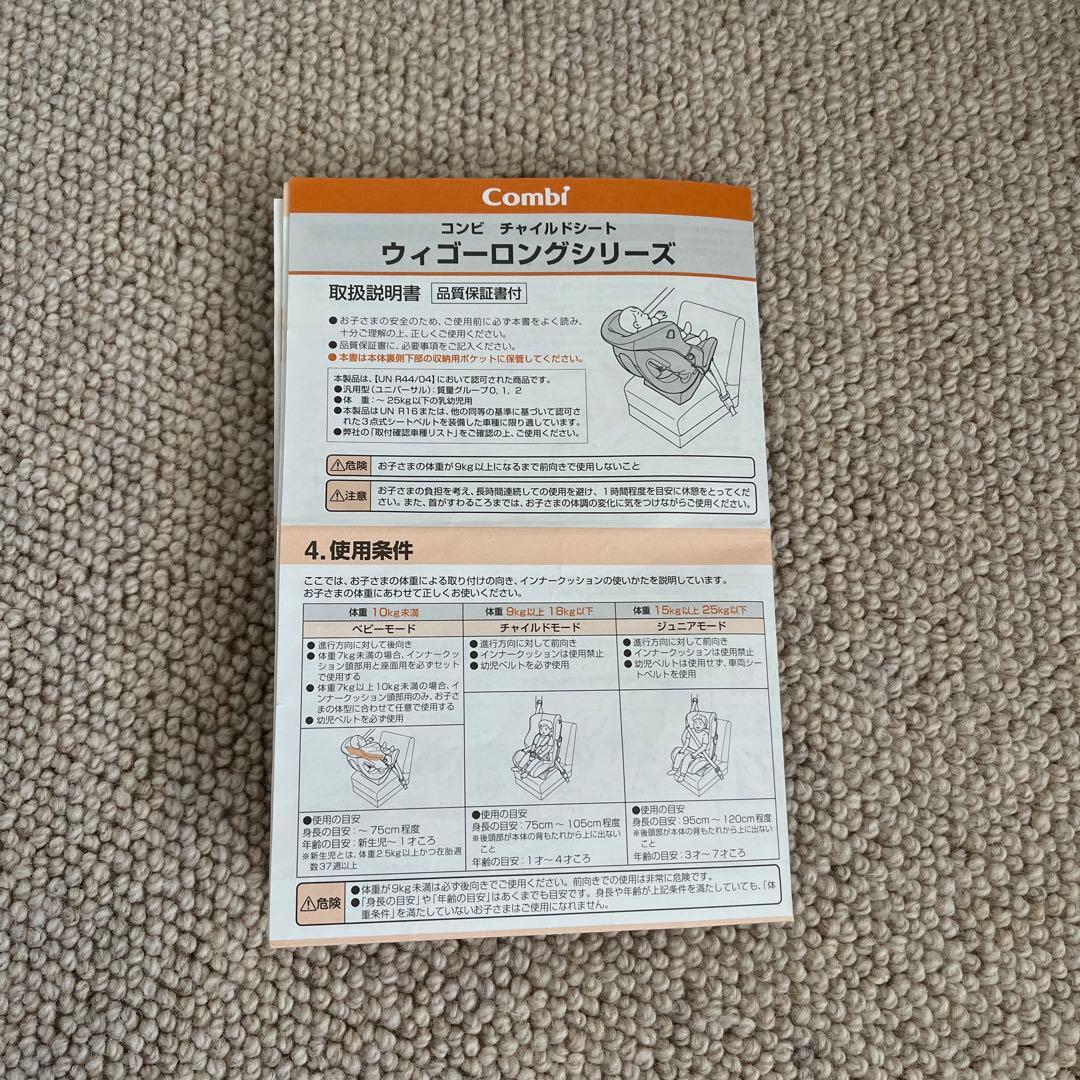 Combi
コンビ チャイルドシート
ウィゴーロングシリーズ
取扱説明書 品質保証書付
●お子さまの安全のため、ご使用前に必ず本書をよく読み、
十分ご理解の上、正しくご使用ください。
●品質保証書に、必要事項をご記入ください。
●本書は本体裏側下部の収納用ポケットに保管してください。
本製品は、【UN R44/04】において認可された商品です。
●汎用型（ユニバーサル）：質量グループ0, 1, 2
●体 重：～25kg以下の乳幼児用
●本製品はUN R16または、他の同等の基準に基づいて認可さ
れた3点式シートベルトを装備した車種に限り適しています。
●弊社の「取付確認車種リスト」をご確認の上、ご使用ください。
危険 お子さまの体重が9kg以上になるまで前向きで使用しないこと
注意 お子さまの負担を考え、長時間連続しての使用を避け、1時間程度を目安に休憩をとってくだ
さい。また、首がすわるころまでは、お子さまの体調の変化に気をつけながらご使用ください。
4.使用条件
ここでは、お子さまの体重による取り付けの向き、インナークッションの使いかたを説明しています。
お子さまの体重にあわせて正しくお使いください。
体重 10kg未満
ベビーモード
●進行方向に対して後向き
●体重7kg未満の場合、インナークッ
ション頭部用と座面用を必ずセット
で使用する
●体重7kg以上10kg未満の場合、イ
ンナークッション頭部用のみ、お子さ
まの体型に合わせて任意で使用する
●幼児ベルトを必ず使用
●使用の目安
身長の目安：～75cm程度
年齢の目安：新生児～1才ころ
※新生児とは、体重2.5kg以上かつ在胎週
数37週以上
体重 9kg以上 18kg以下
チャイルドモード
●進行方向に対して前向き
●インナークッションは使用禁止
●幼児ベルトを必ず使用
●使用の目安
身長の目安：75cm～105cm程度
※後頭部が本体の背もたれから上に出ない
こと
年齢の目安：1才～4才ころ
体重 15kg以上 25kg以下
ジュニアモード
●進行方向に対して前向き
●インナークッションは使用禁止
●幼児ベルトは使用せず、車両シー
トベルトを使用
●使用の目安
身長の目安：95cm～120cm程度
※後頭部が本体の背もたれから上に出ない
こと
年齢の目安：3才～7才ころ
危険 ●体重が9kg未満は必ず後向きでご使用ください。前向きでの使用は非常に危険です。
●「身長の目安」や「年齢の目安」はあくまでも目安です。身長や年齢が上記条件を満たしていても、「体
重条件」を満たしていないお子さまはご使用になれません。